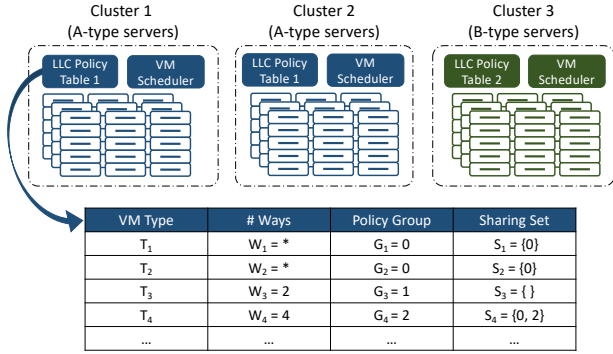 Cluster 1
(A-type servers)
Cluster 2
(A-type servers)
Cluster 3
(B-type servers)
LLC Policy
Table 1
VM
Scheduler
LLC Policy
Table 1
VM
Scheduler
LLC Policy
Table 2
VM
Scheduler
VM Type # Ways Policy Group Sharing Set
T₁ W₁ = * G₁ = 0 S₁ = {0}
T₂ W₂ = * G₂ = 0 S₂ = {0}
T₃ W₃ = 2 G₃ = 1 S₃ = { }
T₄ W₄ = 4 G₄ = 2 S₄ = {0, 2}
... ... ... ...